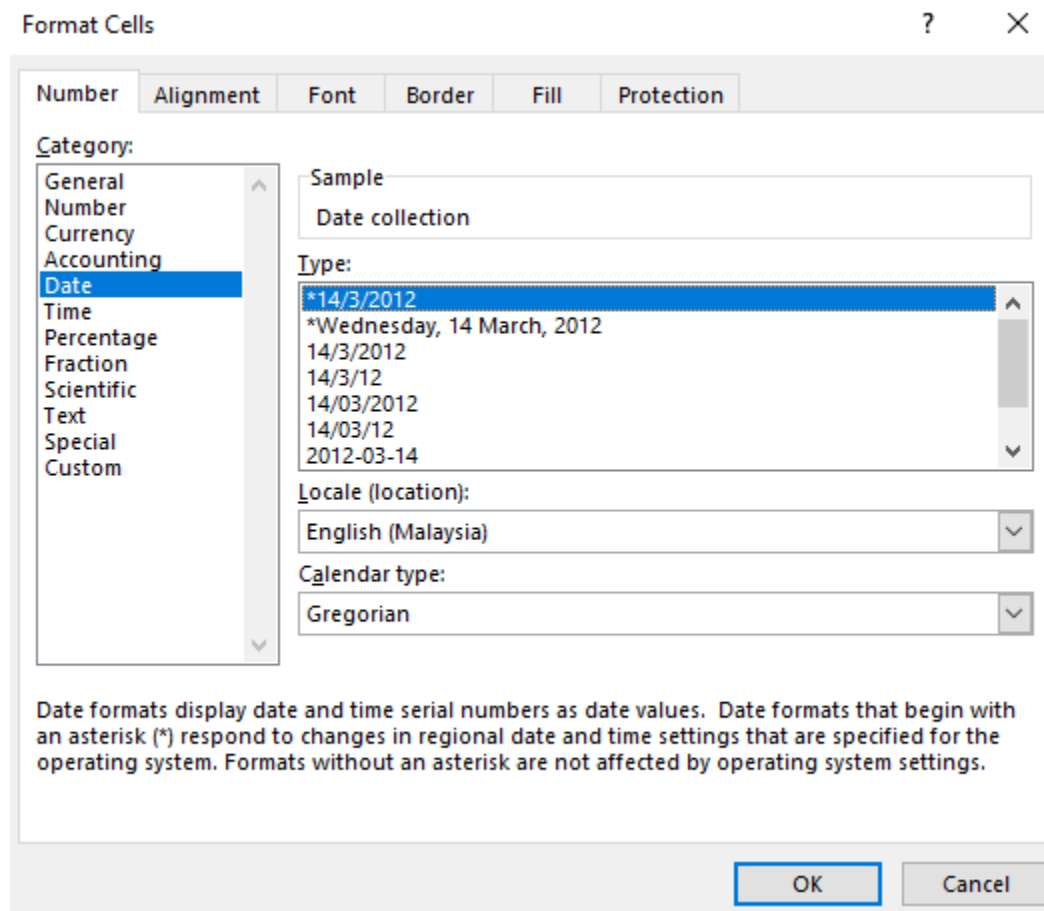 Format Cells ? ×
Number Alignment Font Border Fill Protection
Category:
General
Number
Currency
Accounting
Date
Time
Percentage
Fraction
Scientific
Text
Special
Custom
Sample
Date collection
Type:
*14/3/2012
*Wednesday, 14 March, 2012
14/3/2012
14/3/12
14/03/2012
14/03/12
2012-03-14
Locale (location):
English (Malaysia)
Calendar type:
Gregorian
Date formats display date and time serial numbers as date values. Date formats that begin with
an asterisk (*) respond to changes in regional date and time settings that are specified for the
operating system. Formats without an asterisk are not affected by operating system settings.
OK Cancel